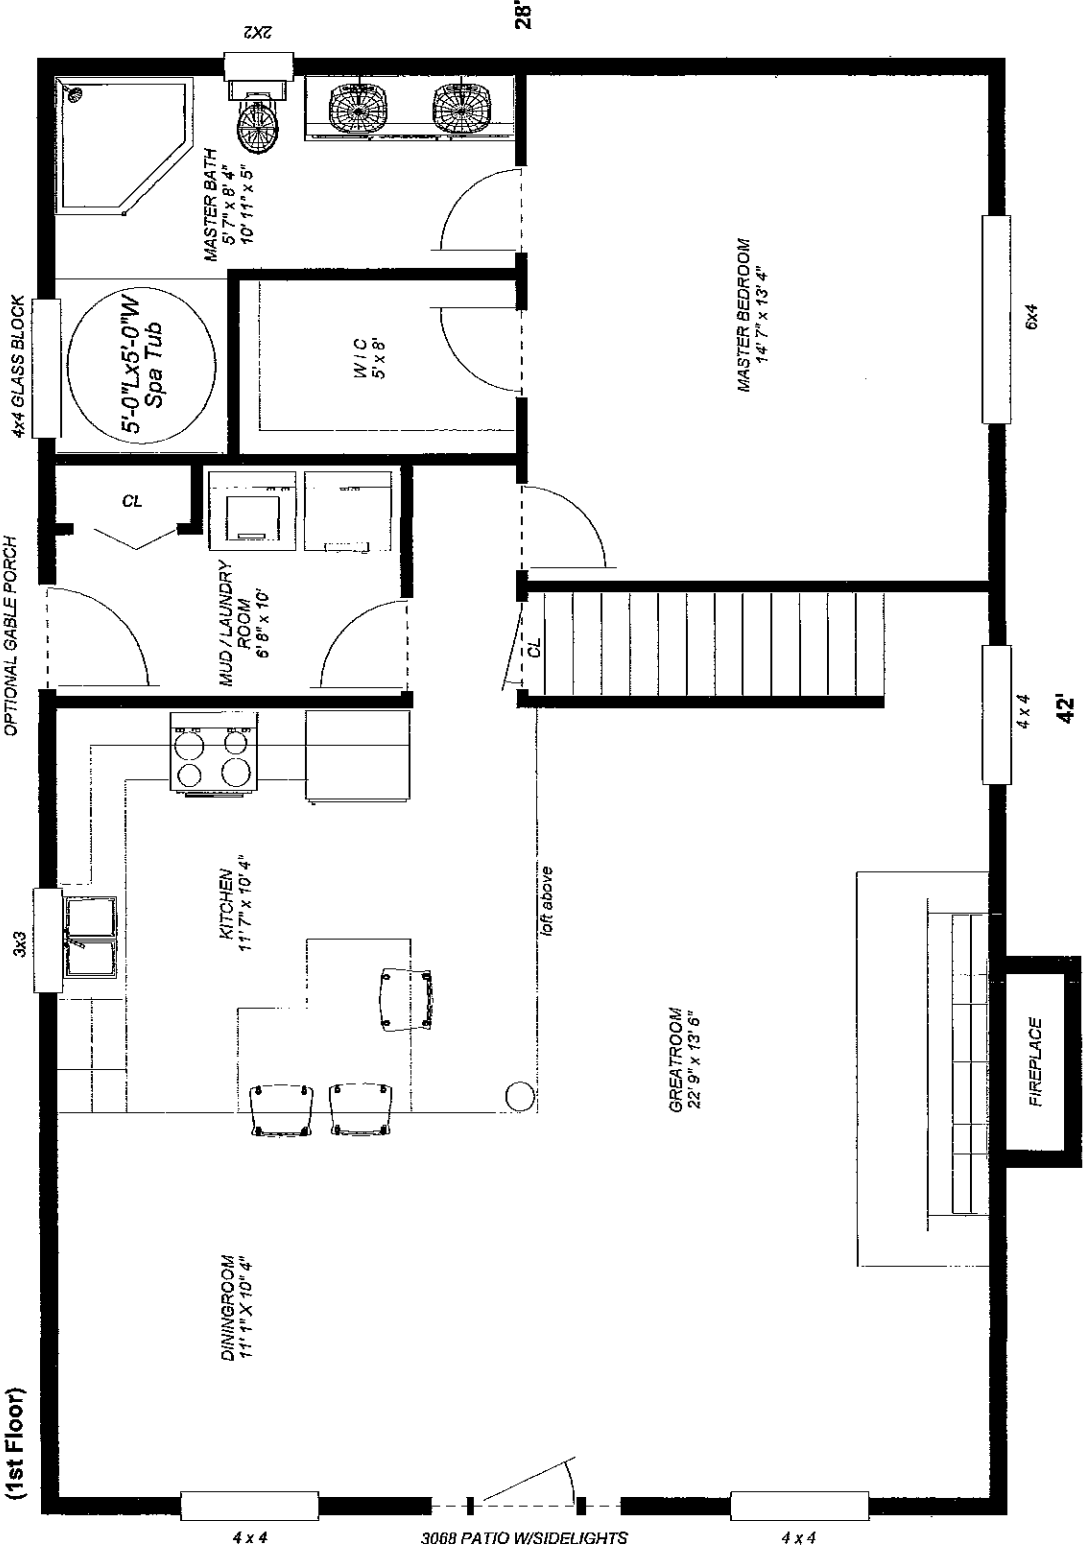 (1st Floor)
OPTIONAL GABLE PORCH
4x4 GLASS BLOCK
3x3
2X2
28'
MASTER BATH
5' 7" x 8' 4"
10' 11" x 5"
5'-0"Lx5'-0"W
Spa Tub
W I C
5' x 8'
MASTER BEDROOM
14' 7" x 13' 4"
6x4
CL
MUD / LAUNDRY
ROOM
6' 8" x 10'
CL
4 x 4
42'
KITCHEN
11' 7" x 10' 4"
loft above
GREATROOM
22' 9" x 13' 6"
FIREPLACE
DININGROOM
11' 1" X 10" 4"
4 x 4
3068 PATIO W/SIDELIGHTS
4 x 4